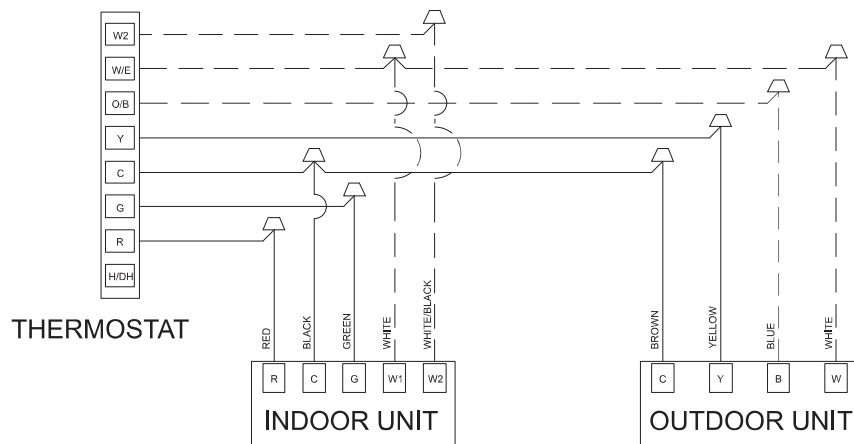 W2
W/E
O/B
Y
C
G
R
H/DH
THERMOSTAT
RED
BLACK
GREEN
WHITE
WHITE/BLACK
BROWN
YELLOW
BLUE
WHITE
R C G W1 W2
C Y B W
INDOOR UNIT
OUTDOOR UNIT